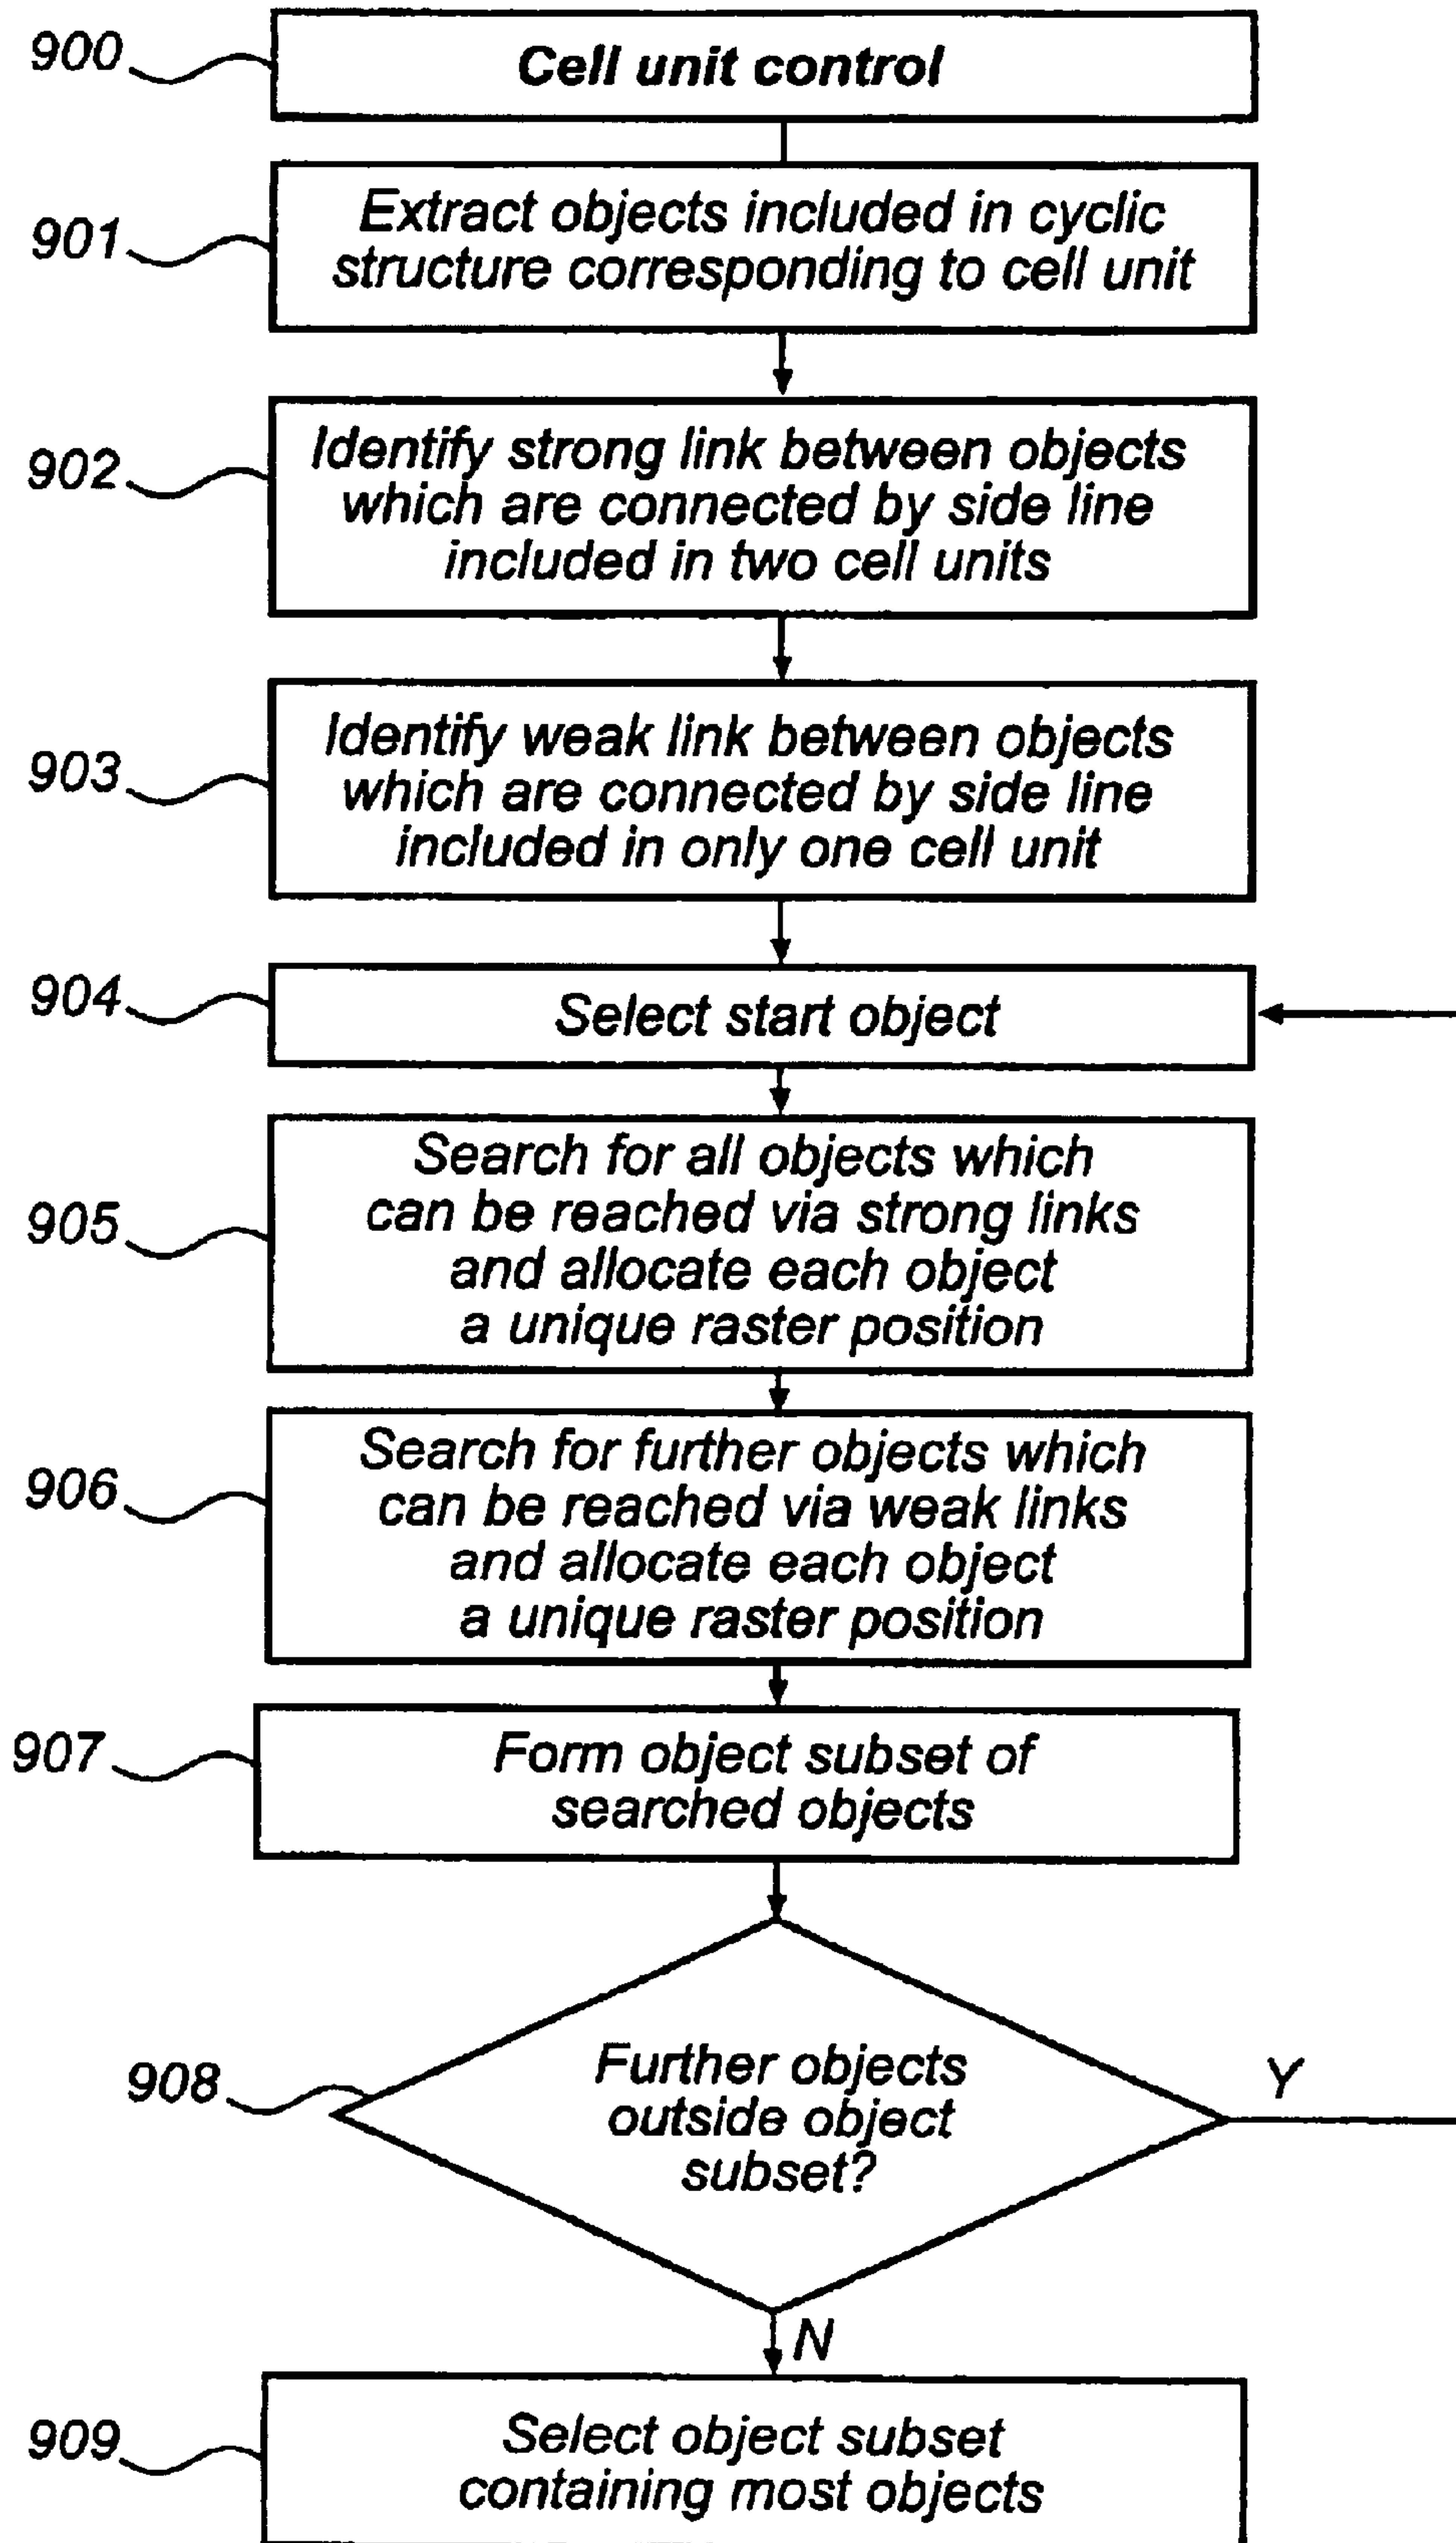 900
Cell unit control
901
Extract objects included in cyclic
structure corresponding to cell unit
902
Identify strong link between objects
which are connected by side line
included in two cell units
903
Identify weak link between objects
which are connected by side line
included in only one cell unit
904
Select start object
905
Search for all objects which
can be reached via strong links
and allocate each object
a unique raster position
906
Search for further objects which
can be reached via weak links
and allocate each object
a unique raster position
907
Form object subset of
searched objects
908
Further objects
outside object
subset?
Y
N
909
Select object subset
containing most objects